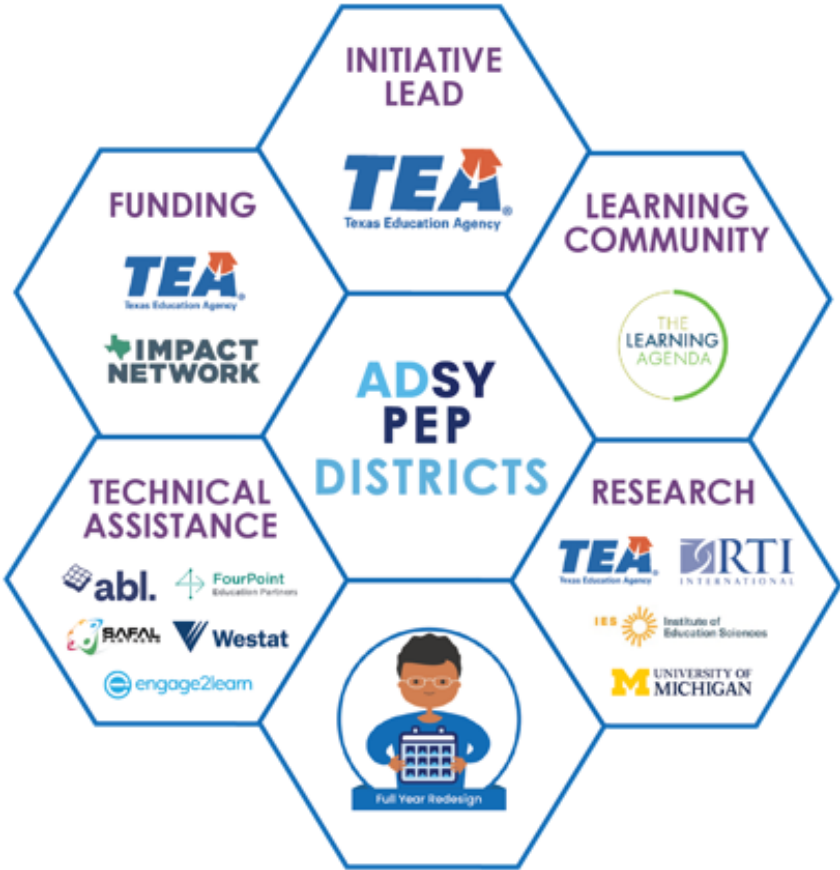 INITIATIVE
LEAD
TEA®
Texas Education Agency
FUNDING
TEA®
Texas Education Agency
IMPACT
NETWORK
LEARNING
COMMUNITY
THE
LEARNING
AGENDA
ADSY
PEP
DISTRICTS
TECHNICAL
ASSISTANCE
abl.
FourPoint
Education Partners
SAFAL
PARTNERS
Westat
engage2learn
RESEARCH
TEA®
Texas Education Agency
RTI
INTERNATIONAL
IES
Institute of
Education Sciences
M UNIVERSITY OF
MICHIGAN
Full Year Redesign